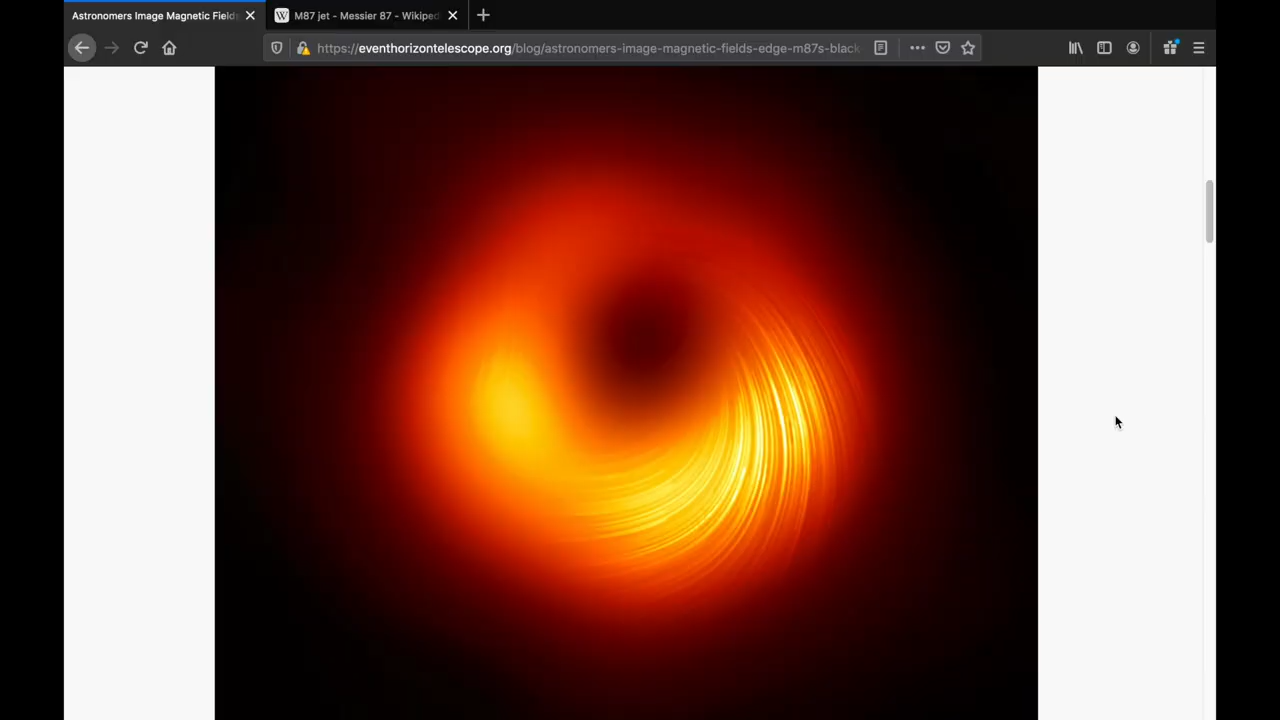 Astronomers Image Magnetic Field
M87 jet - Messier 87 - Wikiped
https://eventhorizontelescope.org/blog/astronomers-image-magnetic-fields-edge-m87s-black